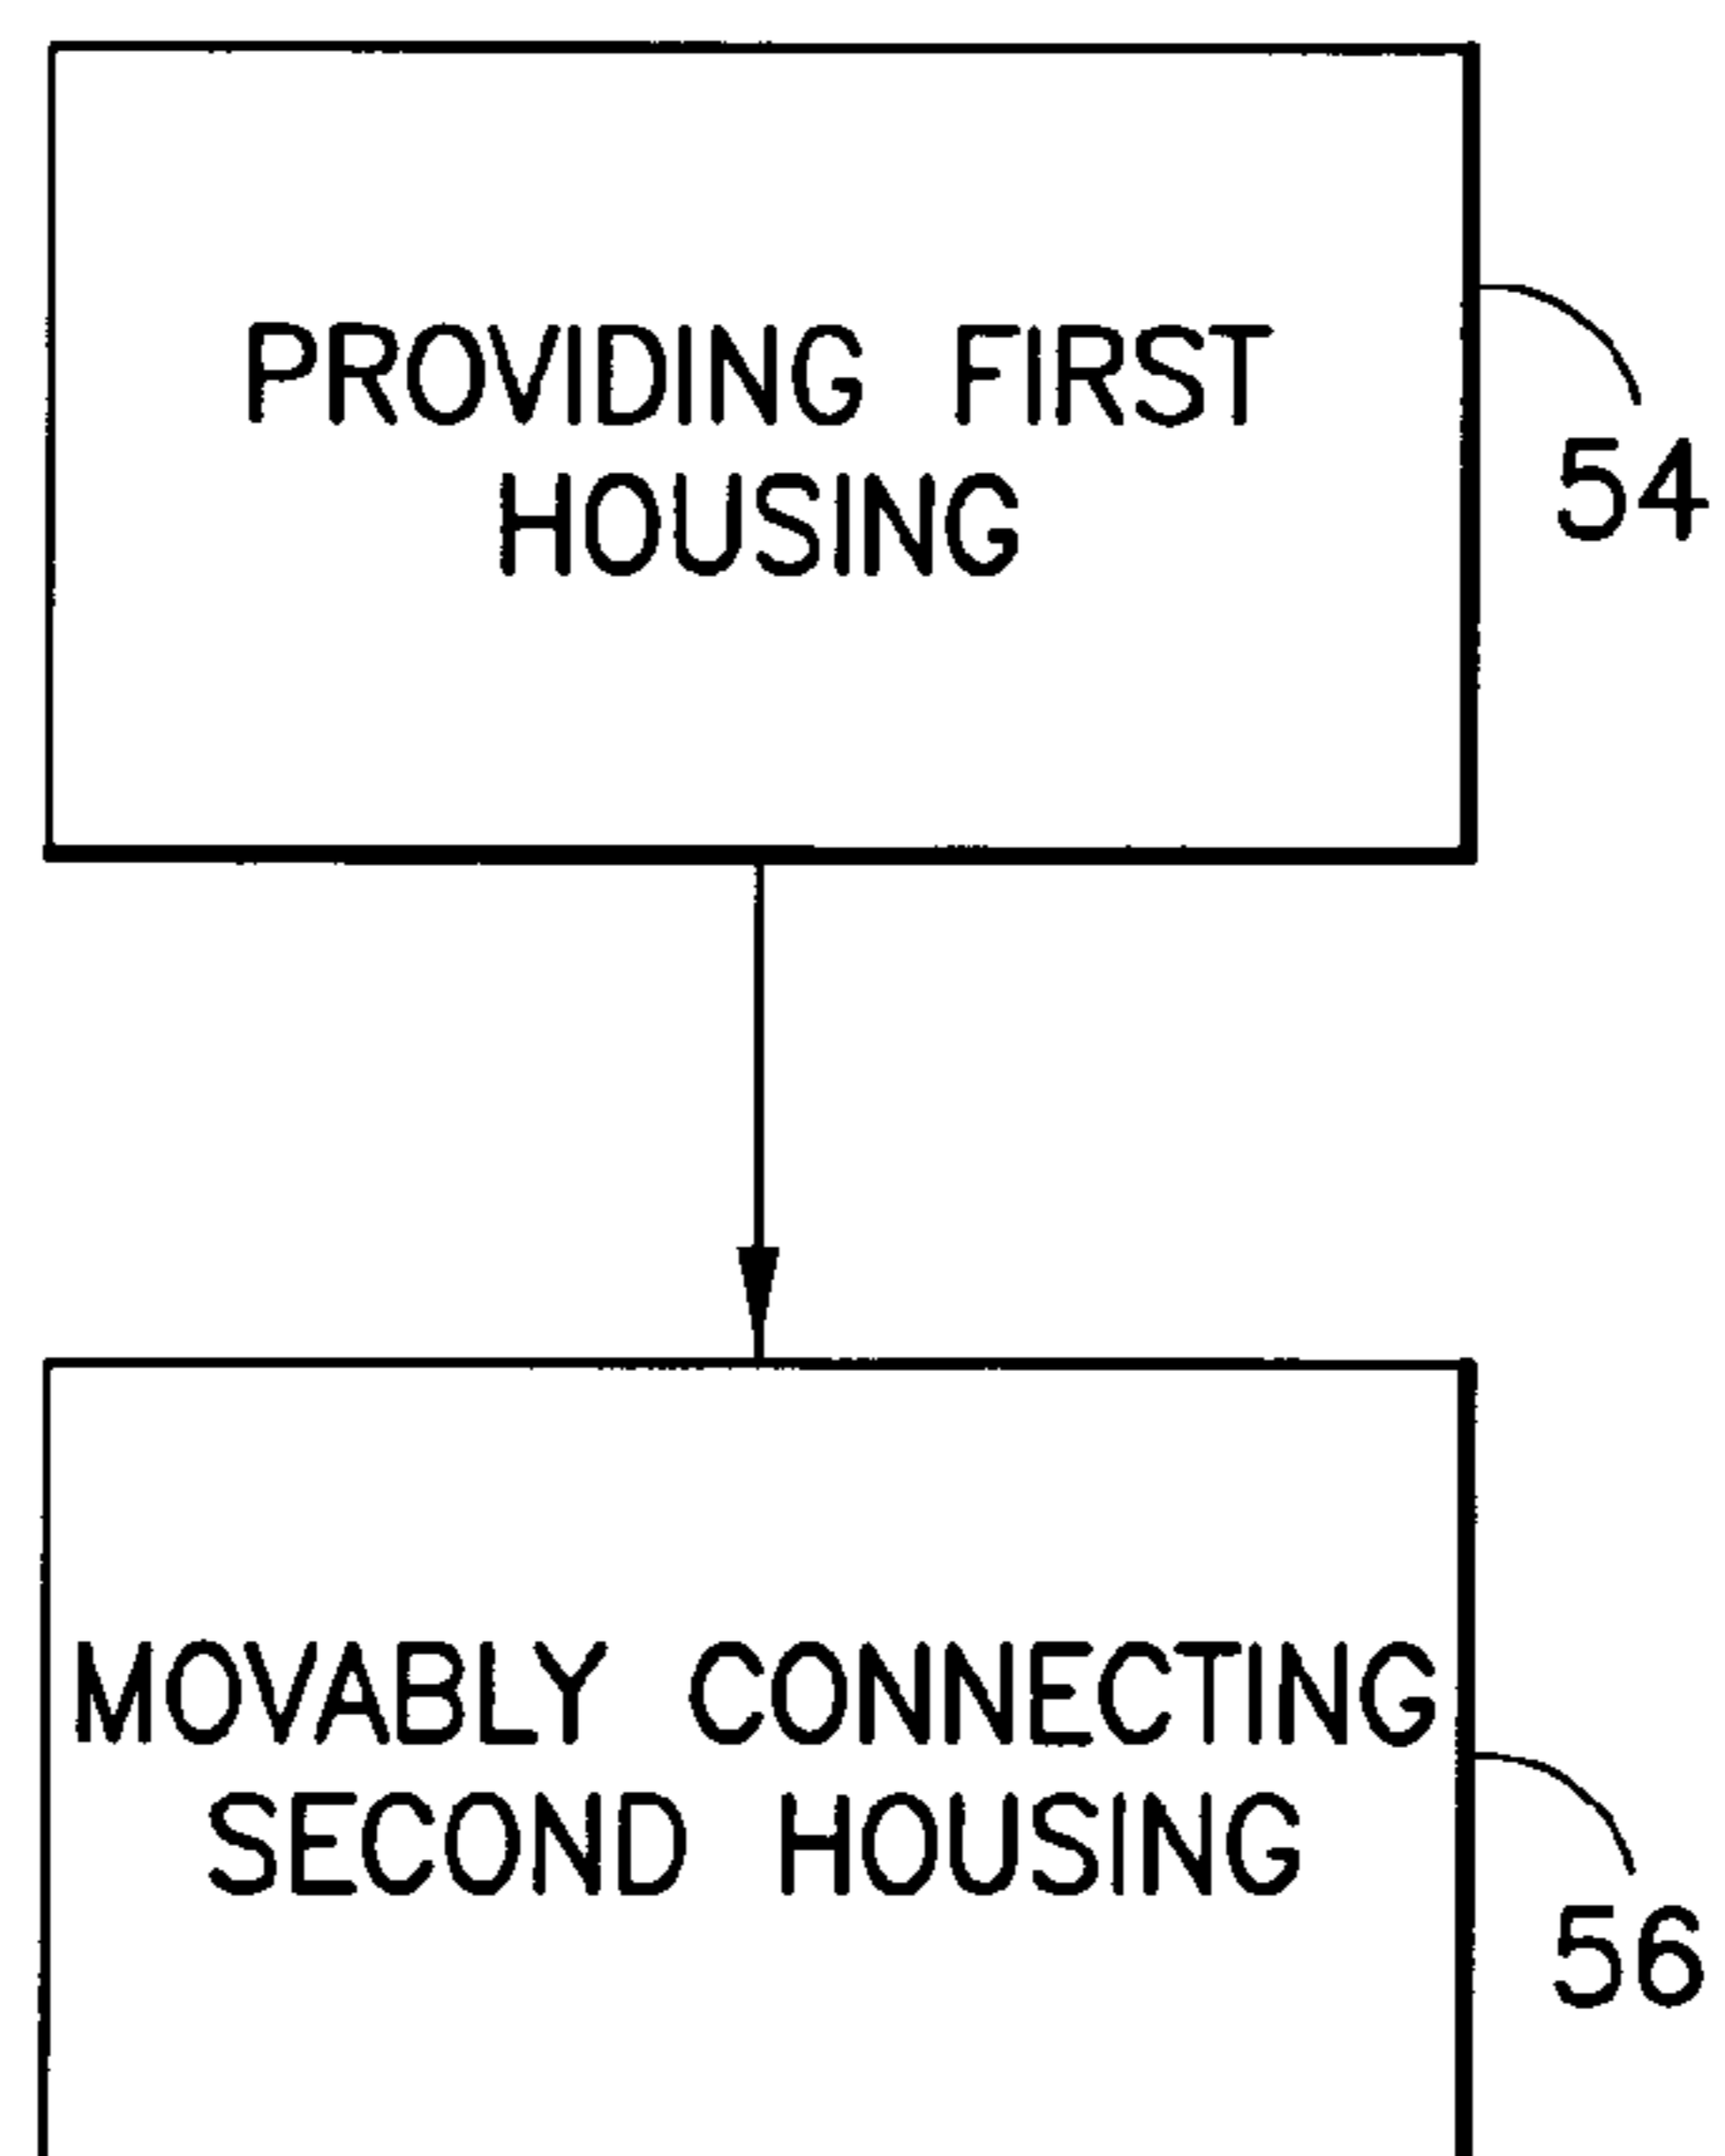 PROVIDING FIRST
HOUSING
54
MOVABLY CONNECTING
SECOND HOUSING
56